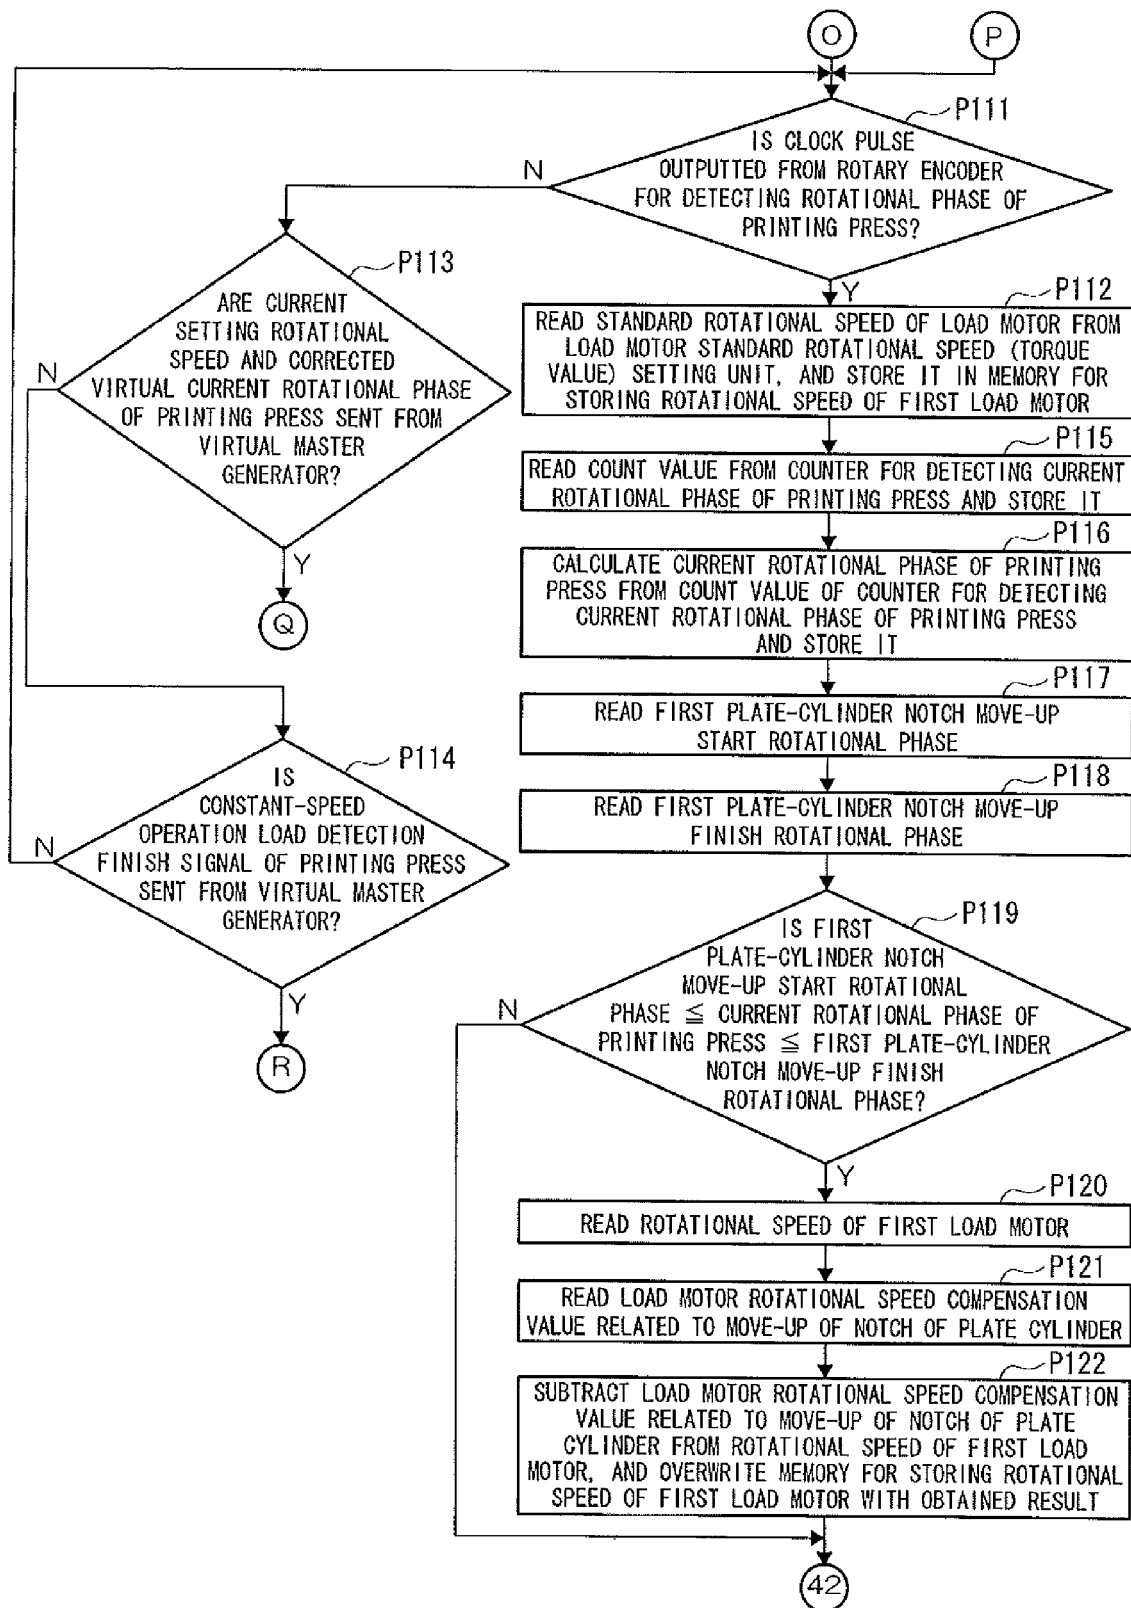 O
P
P111
IS CLOCK PULSE
OUTPUTTED FROM ROTARY ENCODER
FOR DETECTING ROTATIONAL PHASE OF
PRINTING PRESS?
N
Y
P113
ARE CURRENT
SETTING ROTATIONAL
SPEED AND CORRECTED
VIRTUAL CURRENT ROTATIONAL PHASE
OF PRINTING PRESS SENT FROM
VIRTUAL MASTER
GENERATOR?
N
Y
Q
P112
READ STANDARD ROTATIONAL SPEED OF LOAD MOTOR FROM
LOAD MOTOR STANDARD ROTATIONAL SPEED (TORQUE
VALUE) SETTING UNIT, AND STORE IT IN MEMORY FOR
STORING ROTATIONAL SPEED OF FIRST LOAD MOTOR
P115
READ COUNT VALUE FROM COUNTER FOR DETECTING CURRENT
ROTATIONAL PHASE OF PRINTING PRESS AND STORE IT
P116
CALCULATE CURRENT ROTATIONAL PHASE OF PRINTING
PRESS FROM COUNT VALUE OF COUNTER FOR DETECTING
CURRENT ROTATIONAL PHASE OF PRINTING PRESS
AND STORE IT
P117
READ FIRST PLATE-CYLINDER NOTCH MOVE-UP
START ROTATIONAL PHASE
P114
IS
CONSTANT-SPEED
OPERATION LOAD DETECTION
FINISH SIGNAL OF PRINTING PRESS
SENT FROM VIRTUAL MASTER
GENERATOR?
N
Y
R
P118
READ FIRST PLATE-CYLINDER NOTCH MOVE-UP
FINISH ROTATIONAL PHASE
P119
IS FIRST
PLATE-CYLINDER NOTCH
MOVE-UP START ROTATIONAL
PHASE ≦ CURRENT ROTATIONAL PHASE OF
PRINTING PRESS ≦ FIRST PLATE-CYLINDER
NOTCH MOVE-UP FINISH
ROTATIONAL PHASE?
N
Y
P120
READ ROTATIONAL SPEED OF FIRST LOAD MOTOR
P121
READ LOAD MOTOR ROTATIONAL SPEED COMPENSATION
VALUE RELATED TO MOVE-UP OF NOTCH OF PLATE CYLINDER
P122
SUBTRACT LOAD MOTOR ROTATIONAL SPEED COMPENSATION
VALUE RELATED TO MOVE-UP OF NOTCH OF PLATE
CYLINDER FROM ROTATIONAL SPEED OF FIRST LOAD
MOTOR, AND OVERWRITE MEMORY FOR STORING ROTATIONAL
SPEED OF FIRST LOAD MOTOR WITH OBTAINED RESULT
42